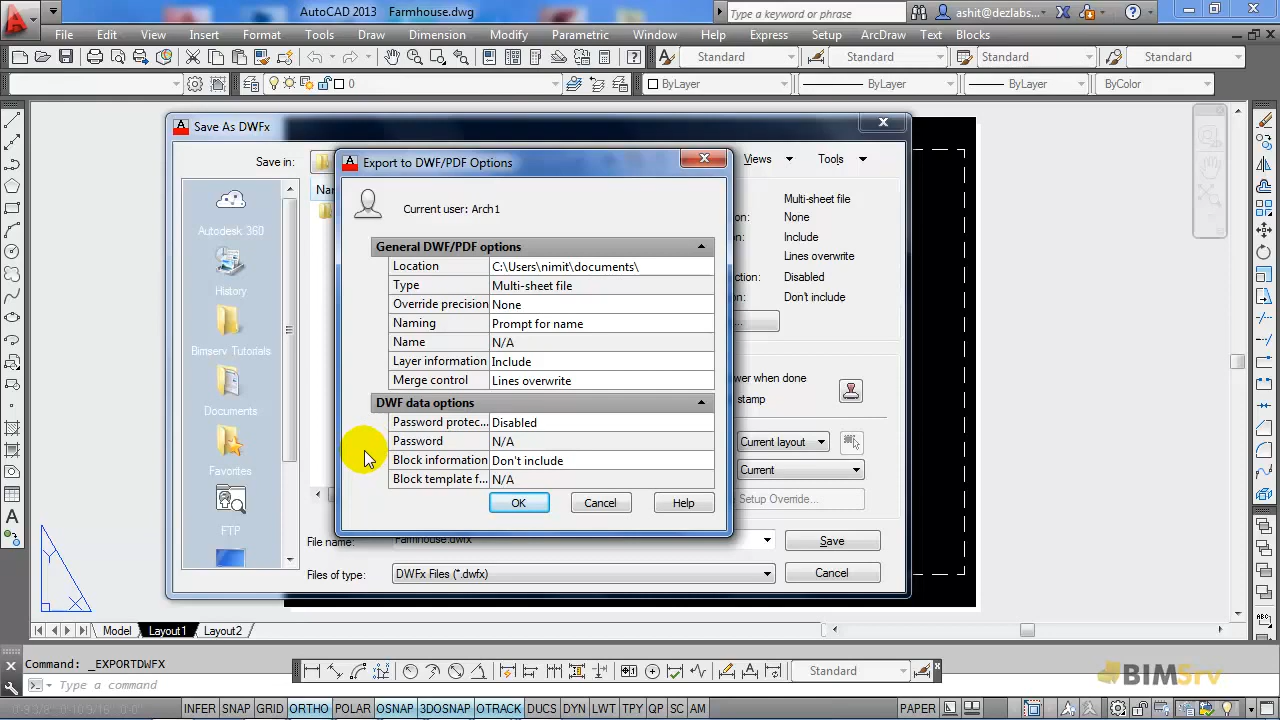 AutoCAD 2013 Farmhouse.dwg
Type a keyword or phrase
ashit@dezlabs...
File Edit View Insert Format Tools Draw Dimension Modify Parametric Window Help Express Setup ArcDraw Text Blocks
Standard Standard Standard Standard
0 ByLayer ByLayer ByLayer ByColor
Save As DWFx
Save in:
Views Tools
Autodesk 360
History
Bimserv Tutorials
Documents
Favorites
FTP
Export to DWF/PDF Options
Current user: Arch1
General DWF/PDF options
Location C:\Users\nimit\documents\
Type Multi-sheet file
Override precision None
Naming Prompt for name
Name N/A
Layer information Include
Merge control Lines overwrite
DWF data options
Password protec... Disabled
Password N/A
Block information Don't include
Block template f... N/A
OK Cancel Help
Multi-sheet file
None
Include
Lines overwrite
Disabled
Don't include
...
wer when done
stamp
Current layout
Current
Setup Override...
File name: Farmhouse.dwfx
Save
Files of type: DWFx Files (*.dwfx)
Cancel
X
Y
Model Layout1 Layout2
Command: _EXPORTDWFX
Standard
Type a command
BIMSrv
INFER SNAP GRID ORTHO POLAR OSNAP 3DOSNAP OTRACK DUCS DYN LWT TPY QP SC AM PAPER